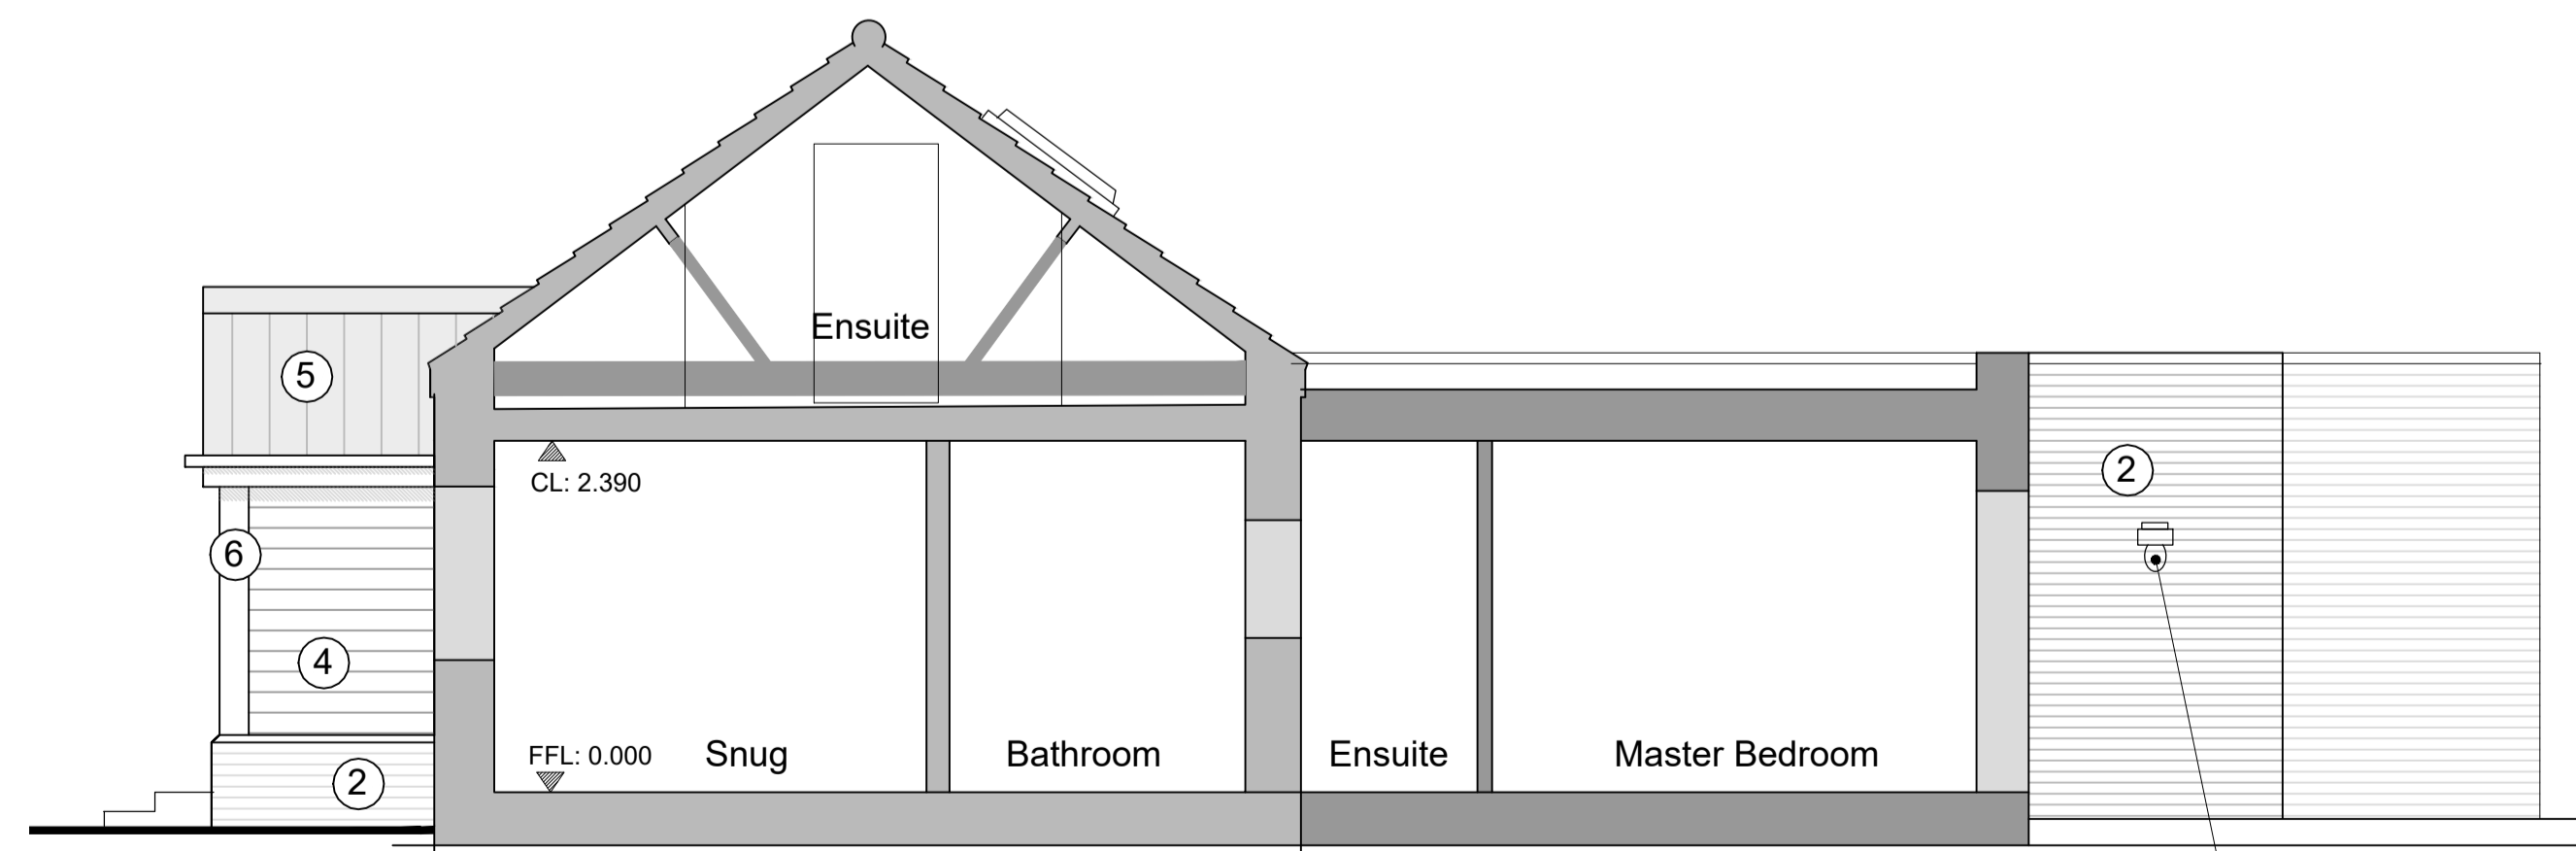 Ensuite
5
CL: 2.390
2
6
4
FFL: 0.000
Snug
Bathroom
Ensuite
Master Bedroom
2